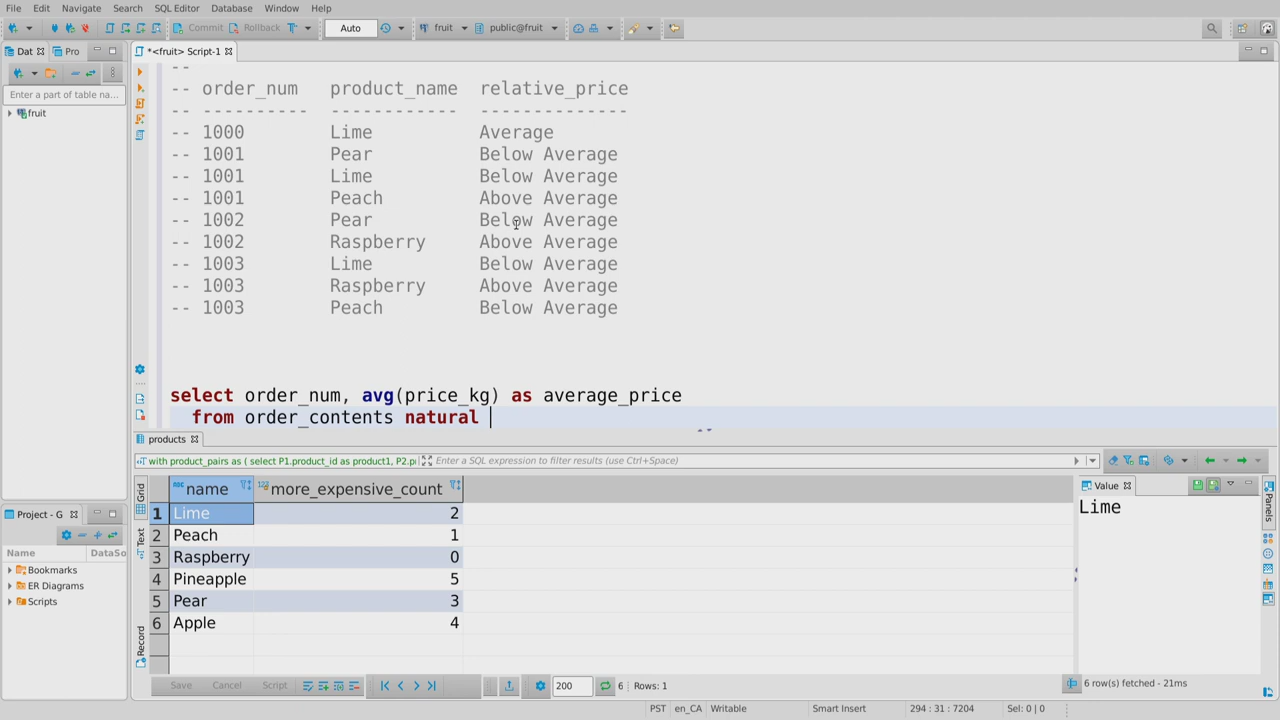 File Edit Navigate Search SQL Editor Database Window Help
Commit Rollback Auto fruit public@fruit
Dat Pro *<fruit> Script-1
Enter a part of table na...
fruit
--
-- order_num product_name relative_price
-- ---------- ------------ --------------
-- 1000 Lime Average
-- 1001 Pear Below Average
-- 1001 Lime Below Average
-- 1001 Peach Above Average
-- 1002 Pear Below Average
-- 1002 Raspberry Above Average
-- 1003 Lime Below Average
-- 1003 Raspberry Above Average
-- 1003 Peach Below Average
select order_num, avg(price_kg) as average_price
from order_contents natural
products
with product_pairs as ( select P1.product_id as product1, P2.p
Enter a SQL expression to filter results (use Ctrl+Space)
Grid
Text
Record
name more_expensive_count
1 Lime 2
2 Peach 1
3 Raspberry 0
4 Pineapple 5
5 Pear 3
6 Apple 4
Value
Lime
Panels
Project - G
Name DataSo
Bookmarks
ER Diagrams
Scripts
Save Cancel Script 200 6 Rows: 1
6 row(s) fetched - 21ms
PST en_CA Writable Smart Insert 294 : 31 : 7204 Sel: 0 | 0